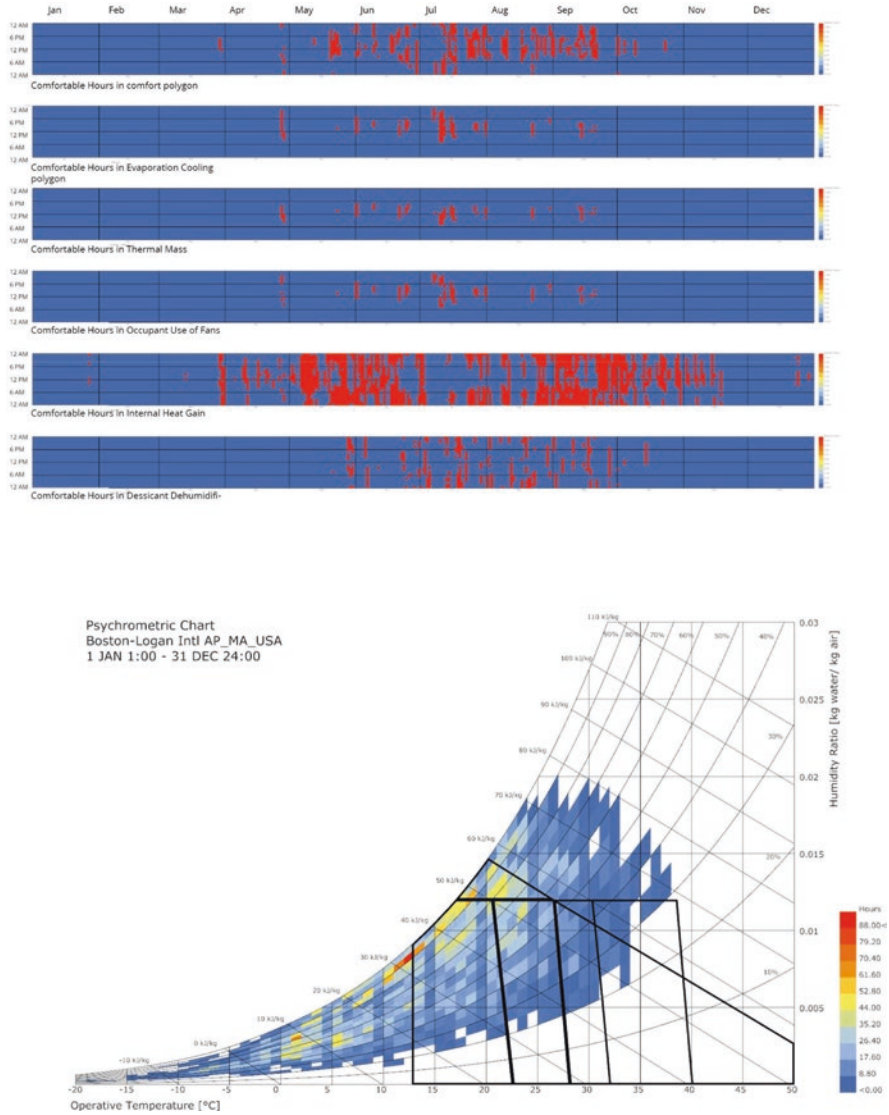 Jan Feb Mar Apr May Jun Jul Aug Sep Oct Nov Dec
12 AM
6 PM
12 PM
6 AM
12 AM
Comfortable Hours in comfort polygon
12 AM
6 PM
12 PM
6 AM
12 AM
Comfortable Hours in Evaporation Cooling
polygon
12 AM
6 PM
12 PM
6 AM
12 AM
Comfortable Hours in Thermal Mass
12 AM
6 PM
12 PM
6 AM
12 AM
Comfortable Hours in Occupant Use of Fans
12 AM
6 PM
12 PM
6 AM
12 AM
Comfortable Hours in Internal Heat Gain
12 AM
6 PM
12 PM
6 AM
12 AM
Comfortable Hours in Dessicant Dehumidifi-
Psychrometric Chart
Boston-Logan Intl AP_MA_USA
1 JAN 1:00 - 31 DEC 24:00
110 kJ/kg
100 kJ/kg
90 kJ/kg
80 kJ/kg
70 kJ/kg
60 kJ/kg
50 kJ/kg
40 kJ/kg
30 kJ/kg
20 kJ/kg
10 kJ/kg
0 kJ/kg
-10 kJ/kg
90% 80% 70% 60% 50% 40%
30%
20%
10%
0.03
0.025
0.02
0.015
0.01
0.005
Humidity Ratio [kg water/ kg air]
Hours
88.00<
79.20
70.40
61.60
52.80
44.00
35.20
26.40
17.60
8.80
<0.00
-20 -15 -10 -5 0 5 10 15 20 25 30 35 40 45 50
Operative Temperature [°C]